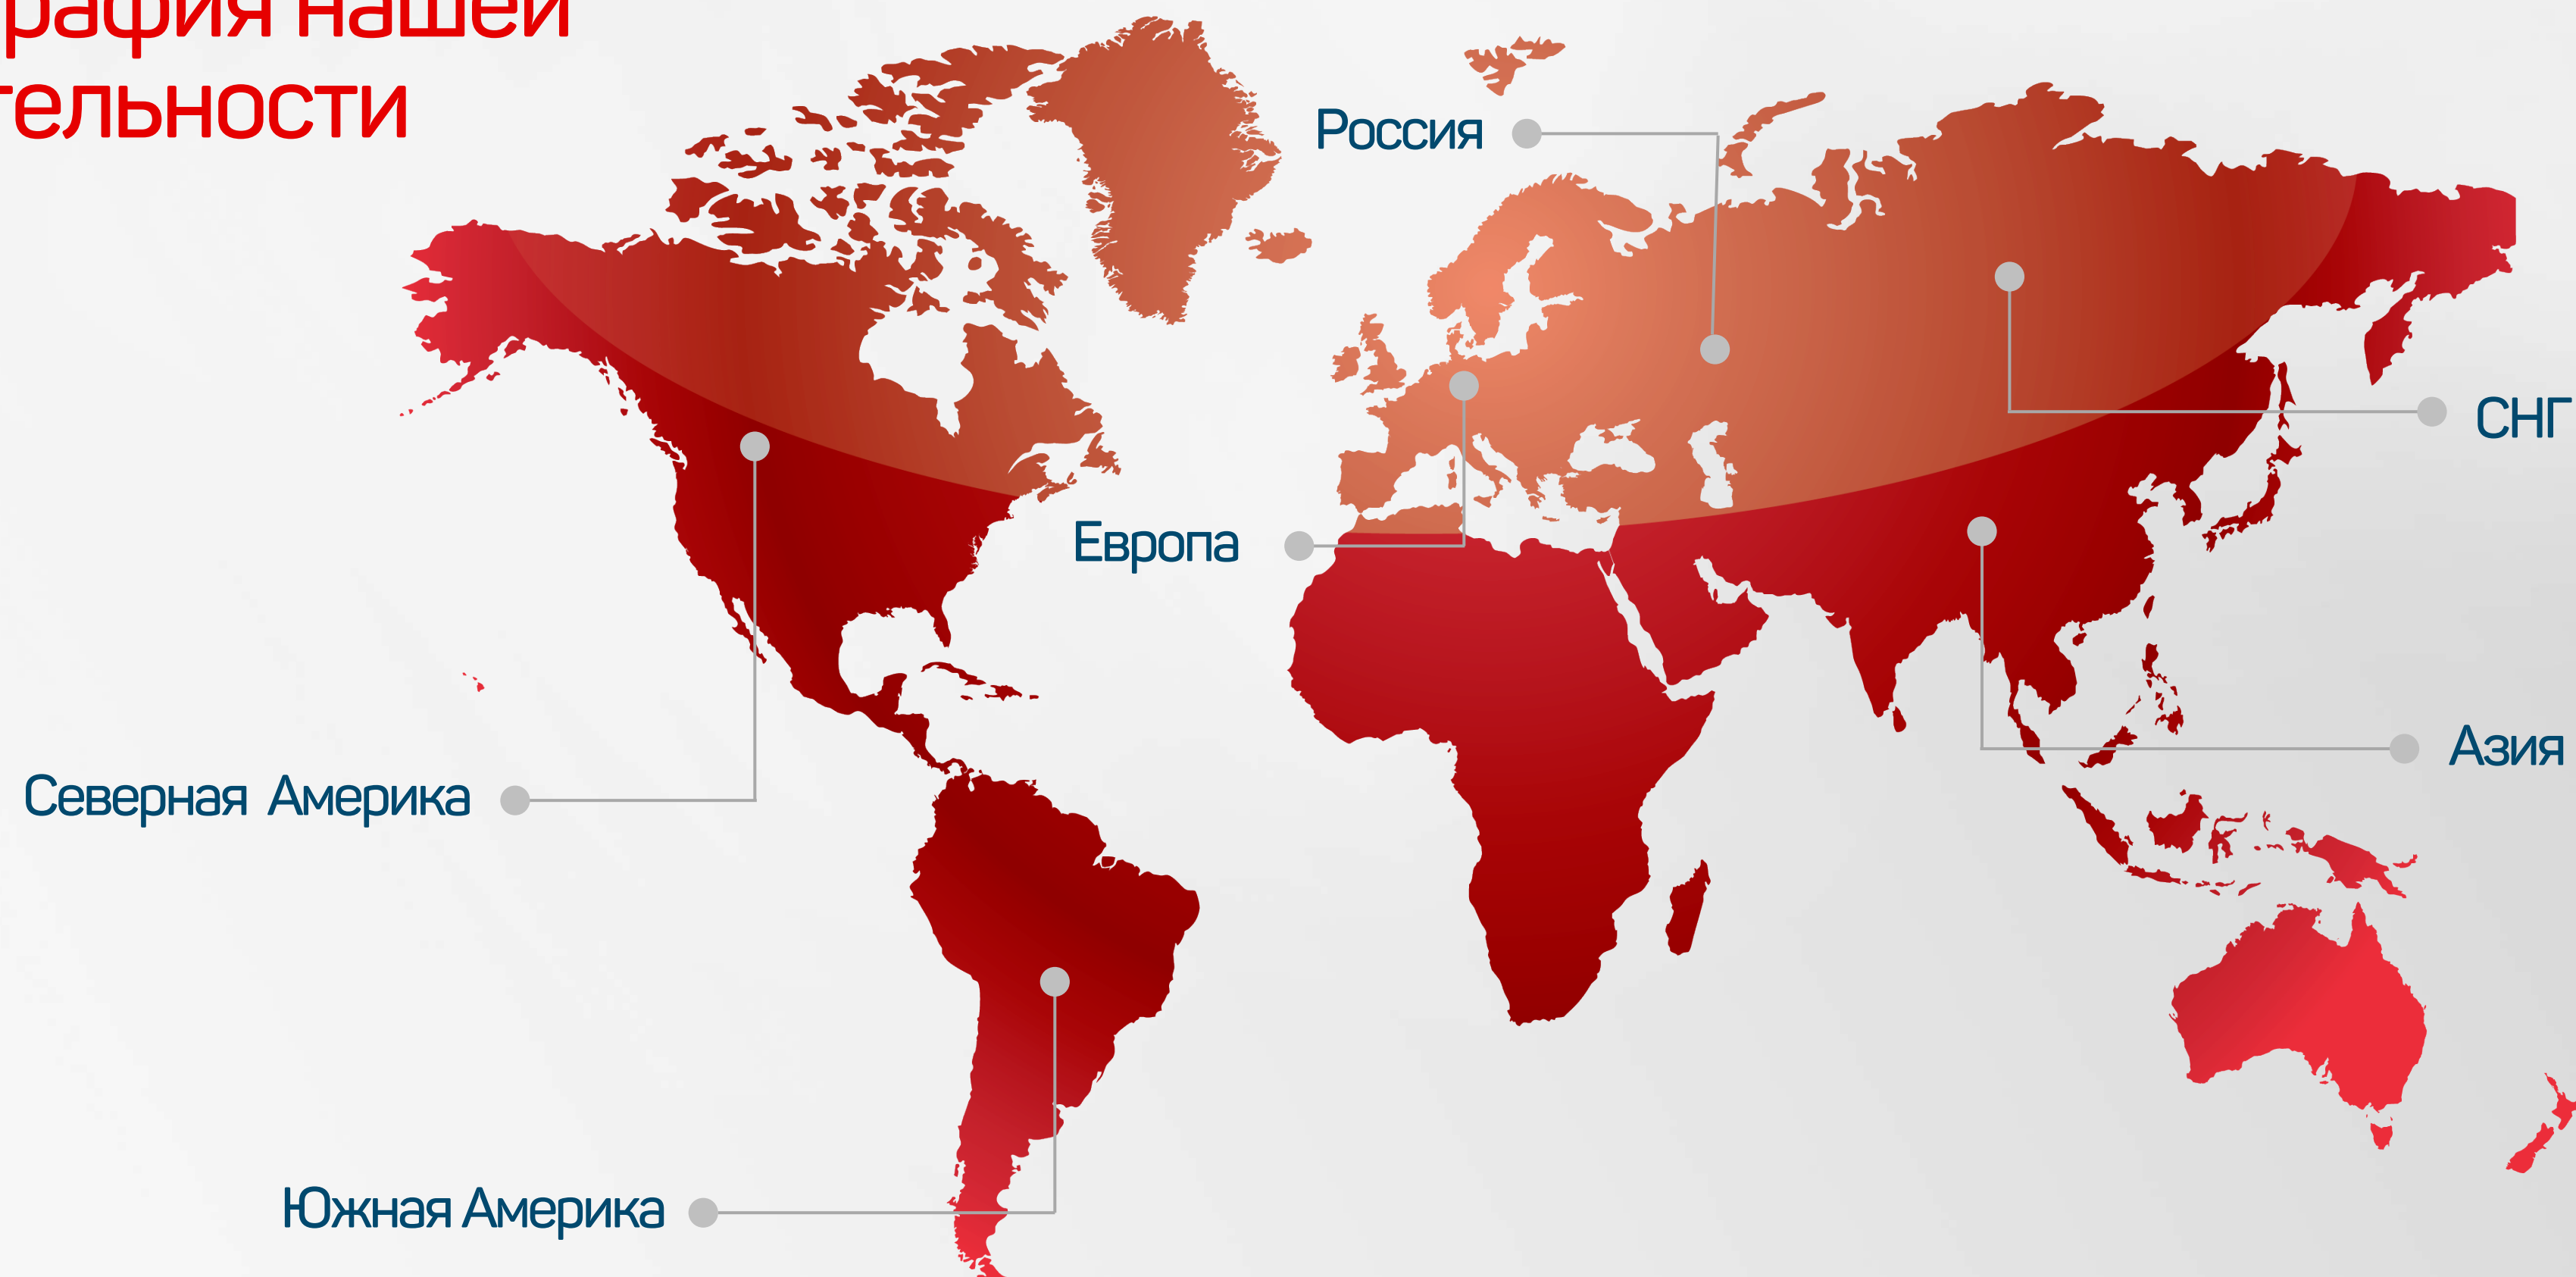 рафия нашей
тельности
Россия
СНГ
Европа
Азия
Северная Америка
Южная Америка